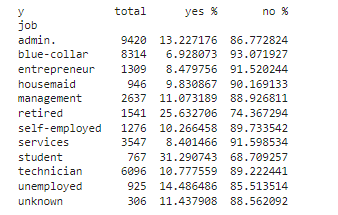 y total yes % no %
job
admin. 9420 13.227176 86.772824
blue-collar 8314 6.928073 93.071927
entrepreneur 1309 8.479756 91.520244
housemaid 946 9.830867 90.169133
management 2637 11.073189 88.926811
retired 1541 25.632706 74.367294
self-employed 1276 10.266458 89.733542
services 3547 8.401466 91.598534
student 767 31.290743 68.709257
technician 6096 10.777559 89.222441
unemployed 925 14.486486 85.513514
unknown 306 11.437908 88.562092